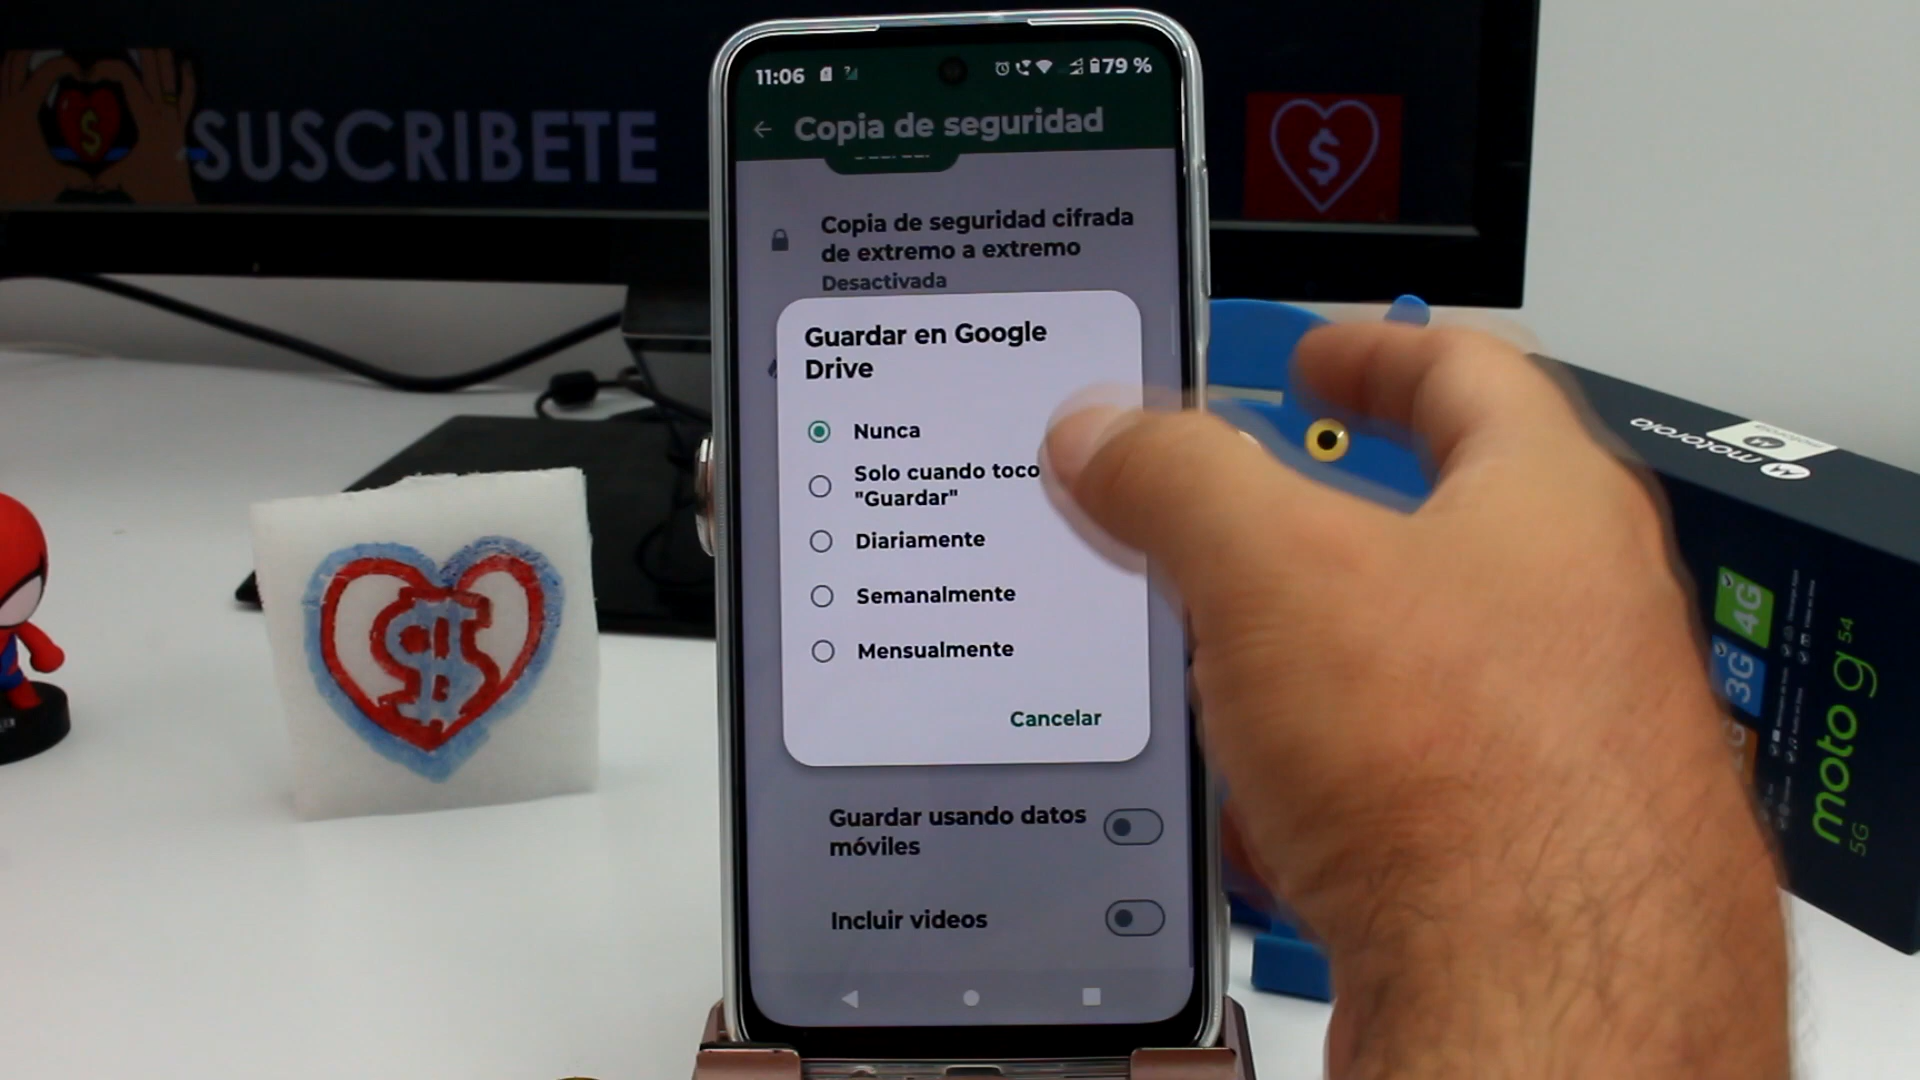 SUSCRIBETE
$
$
11:06
79 %
Copia de seguridad
Copia de seguridad cifrada
de extremo a extremo
Desactivada
Guardar en Google
Drive
Nunca
Solo cuando toco
"Guardar"
Diariamente
Semanalmente
Mensualmente
Cancelar
Guardar usando datos
móviles
Incluir videos
motorola
4G
3G
moto g 54
5G